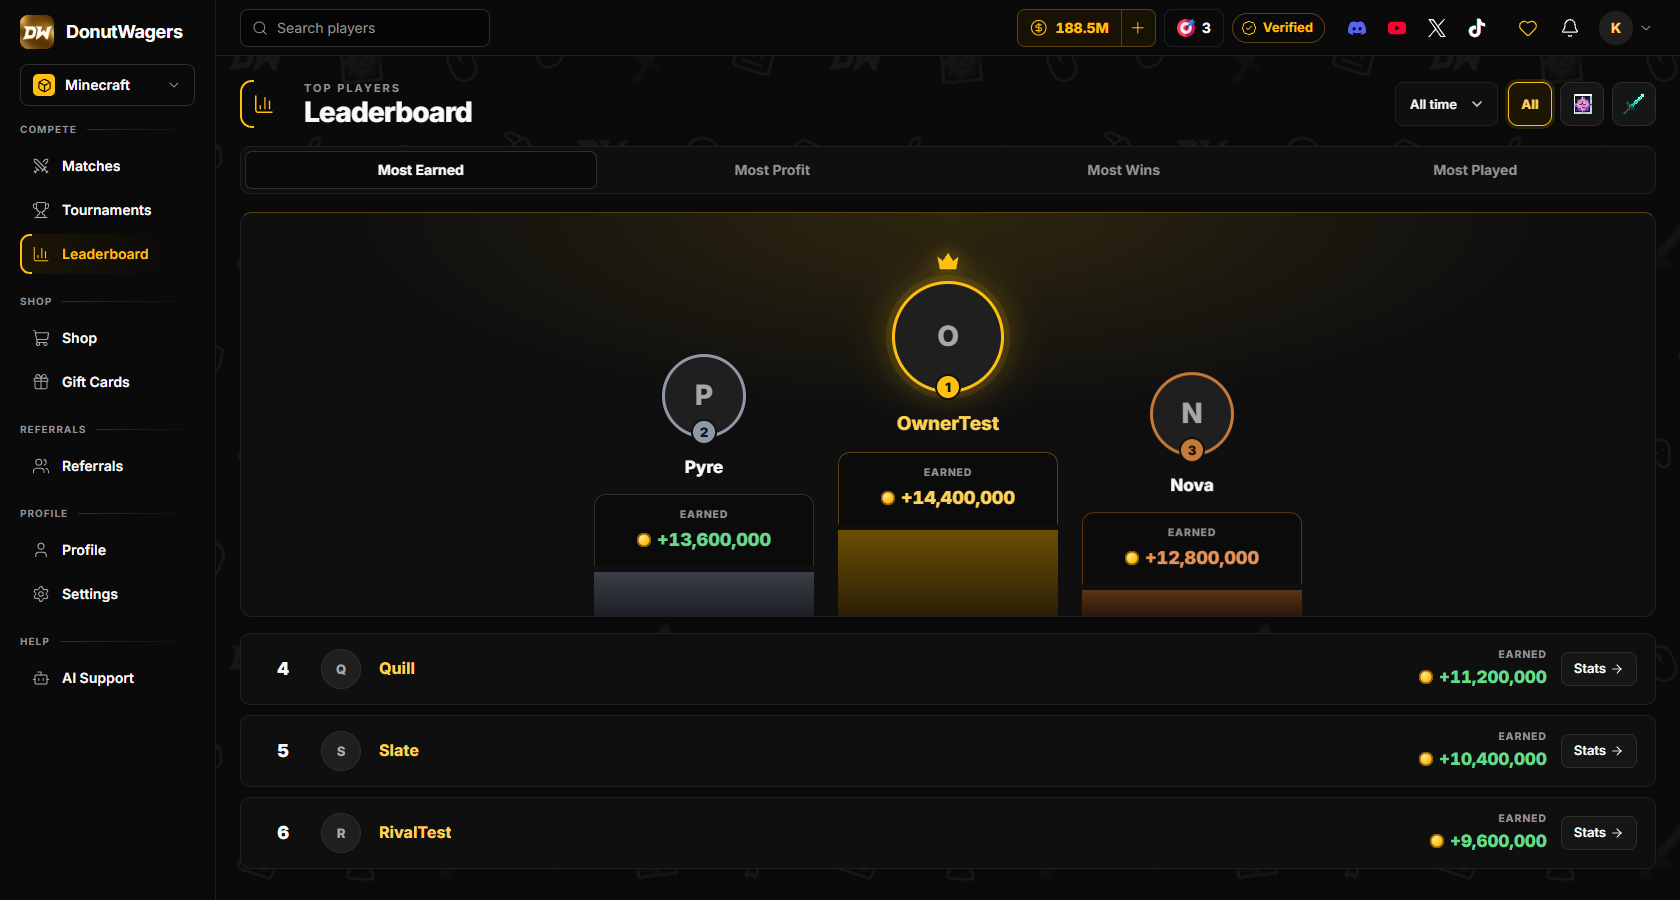 DW
DonutWagers
Search players
188.5M
3
Verified
K
Minecraft
COMPETE
Matches
Tournaments
Leaderboard
SHOP
Shop
Gift Cards
REFERRALS
Referrals
PROFILE
Profile
Settings
HELP
AI Support
TOP PLAYERS
Leaderboard
All time
All
Most Earned
Most Profit
Most Wins
Most Played
O
1
OwnerTest
EARNED
+14,400,000
P
2
Pyre
EARNED
+13,600,000
N
3
Nova
EARNED
+12,800,000
4
Q
Quill
EARNED
+11,200,000
Stats
5
S
Slate
EARNED
+10,400,000
Stats
6
R
RivalTest
EARNED
+9,600,000
Stats